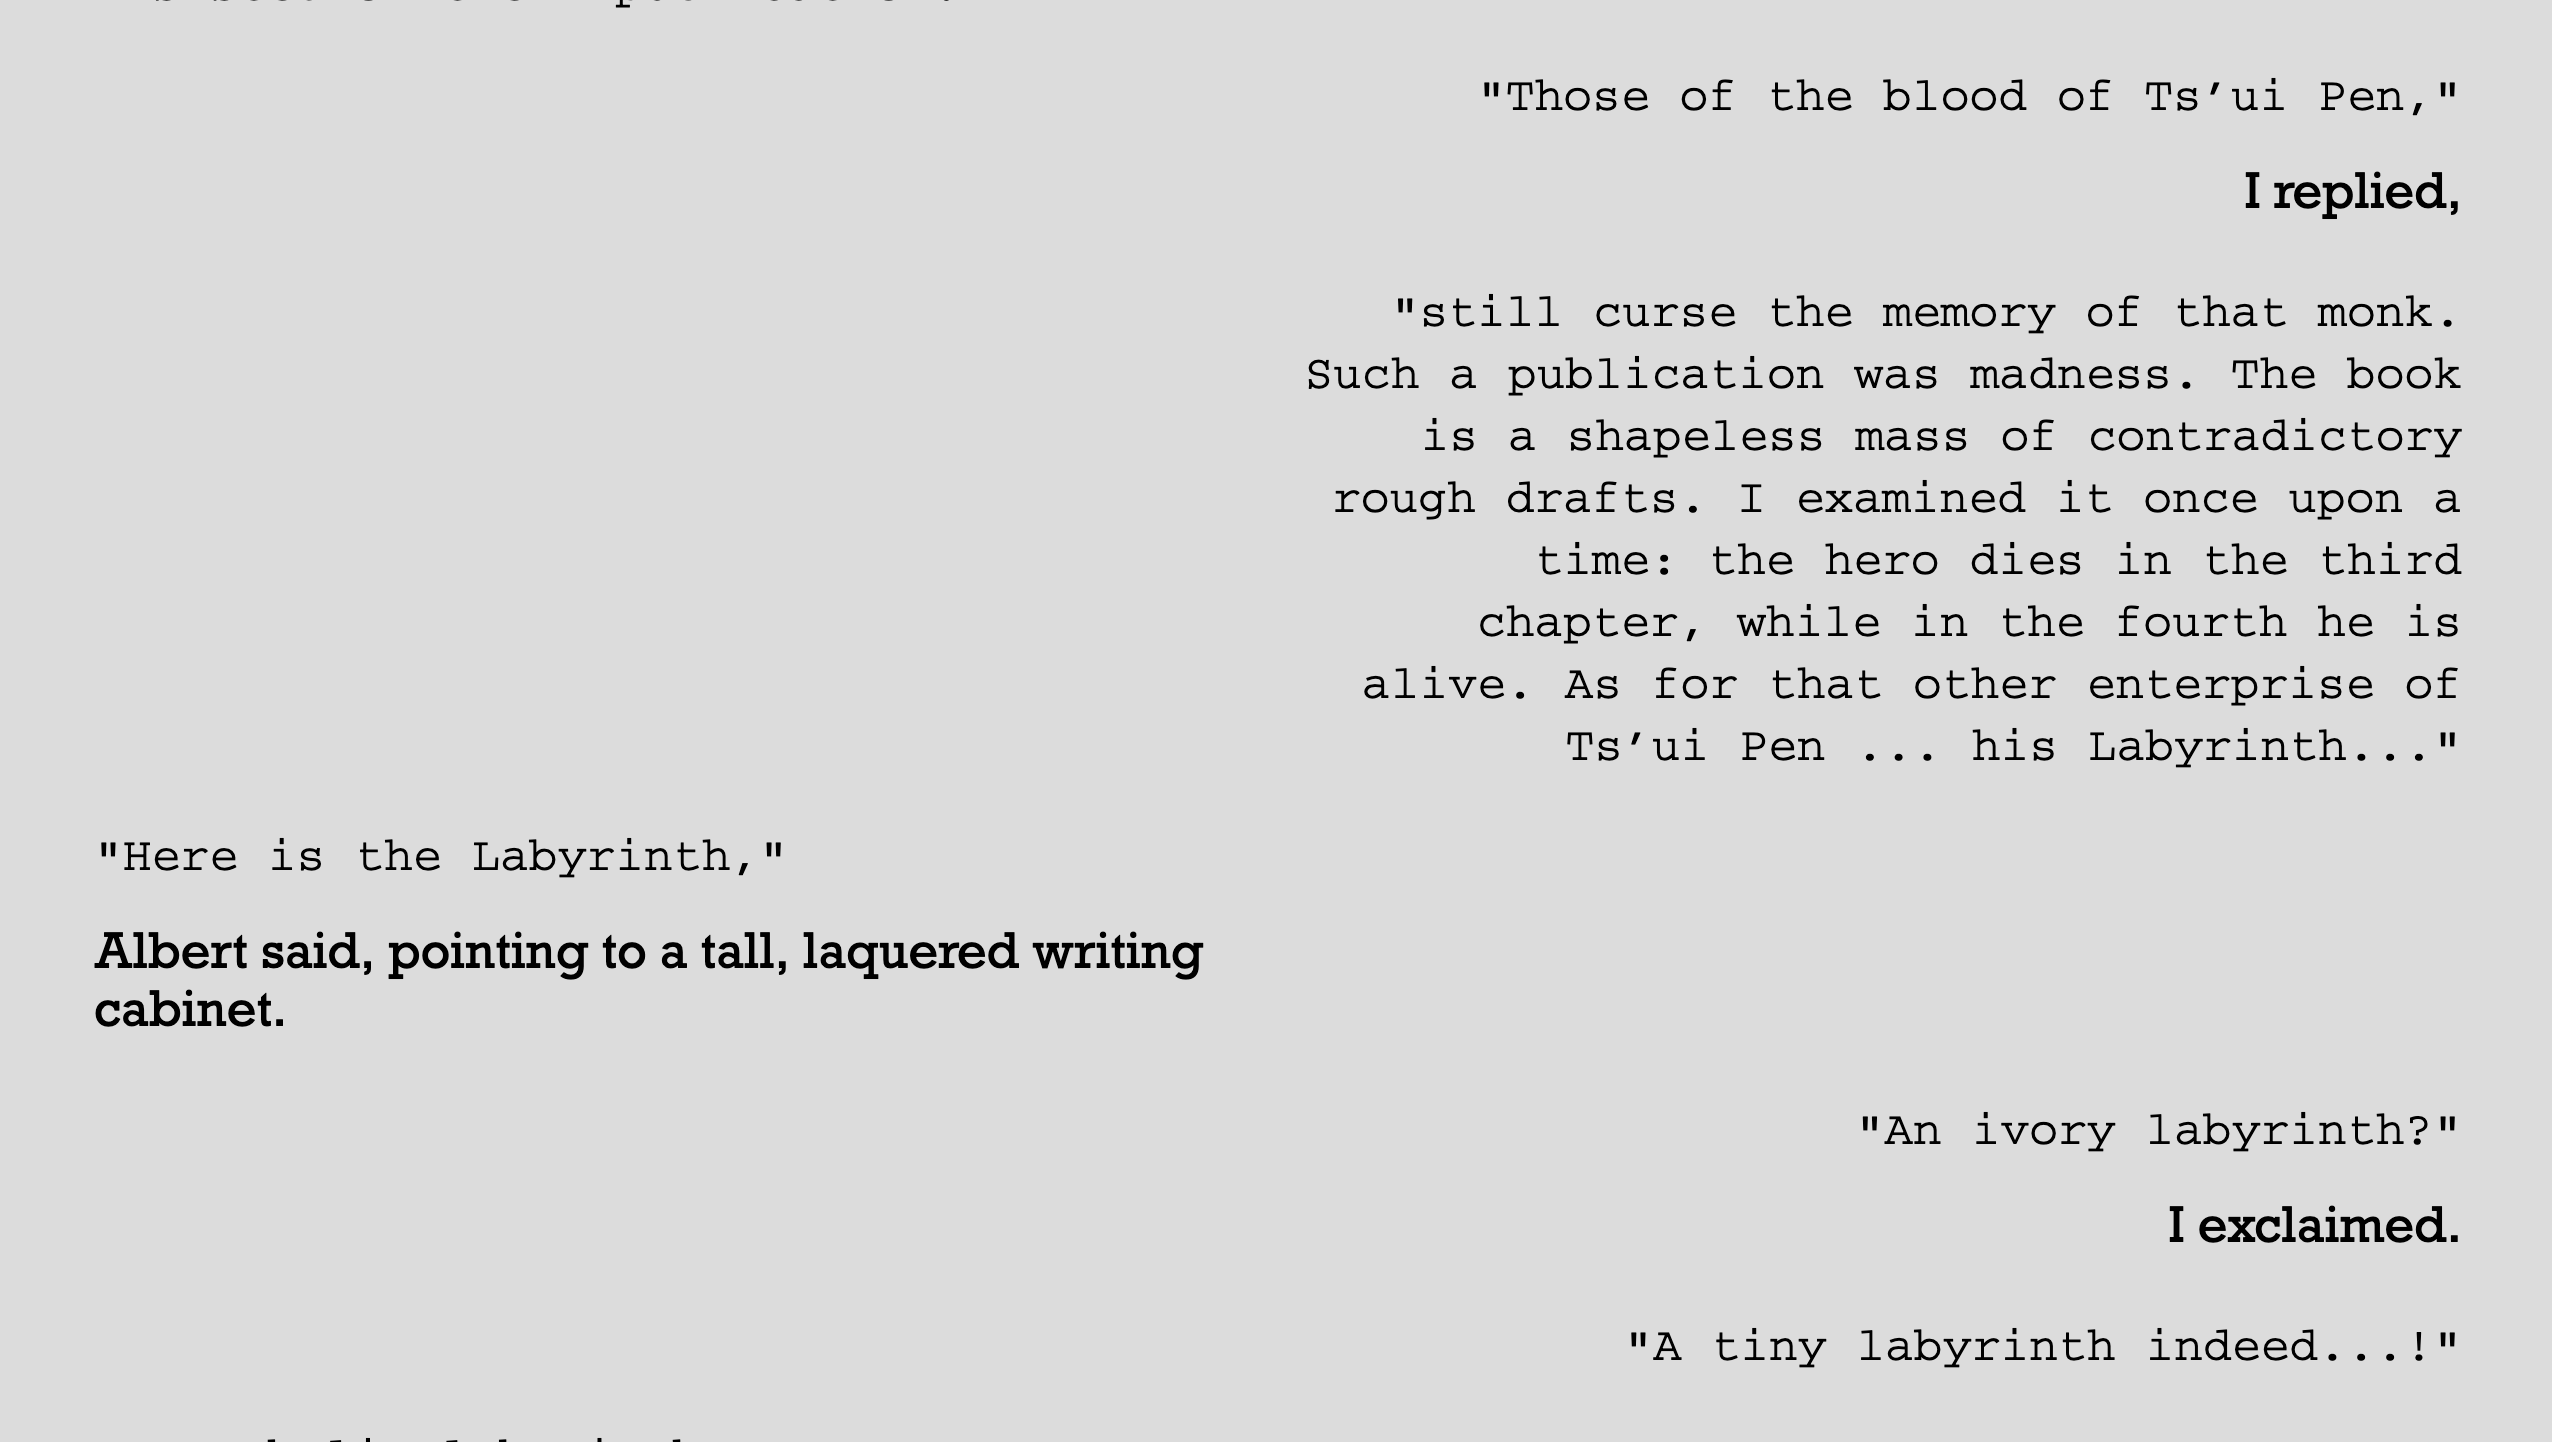 "Those of the blood of Ts’ui Pen,"
I replied,
"still curse the memory of that monk.
Such a publication was madness. The book
is a shapeless mass of contradictory
rough drafts. I examined it once upon a
time: the hero dies in the third
chapter, while in the fourth he is
alive. As for that other enterprise of
Ts’ui Pen ... his Labyrinth..."
"Here is the Labyrinth,"
Albert said, pointing to a tall, laquered writing
cabinet.
"An ivory labyrinth?"
I exclaimed.
"A tiny labyrinth indeed...!"